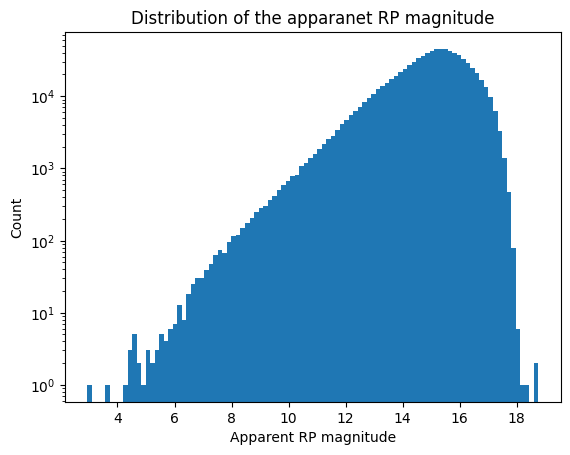 Distribution of the apparanet RP magnitude
Count
10^4
10^3
10^2
10^1
10^0
4 6 8 10 12 14 16 18
Apparent RP magnitude